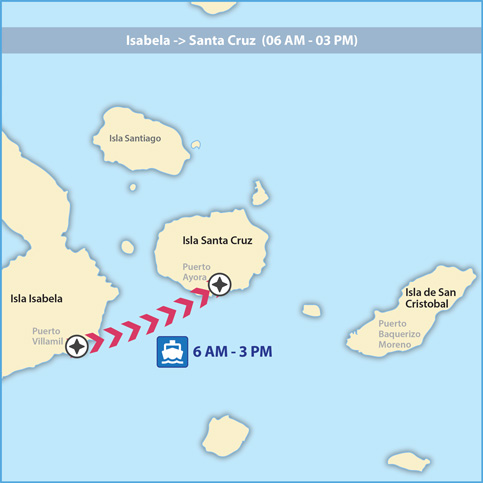 Isabela -> Santa Cruz (06 AM - 03 PM)
Isla Santiago
Isla Santa Cruz
Puerto
Ayora
Isla Isabela
Isla de San
Cristobal
Puerto
Villamil
Puerto
Baquerizo
Moreno
6 AM - 3 PM